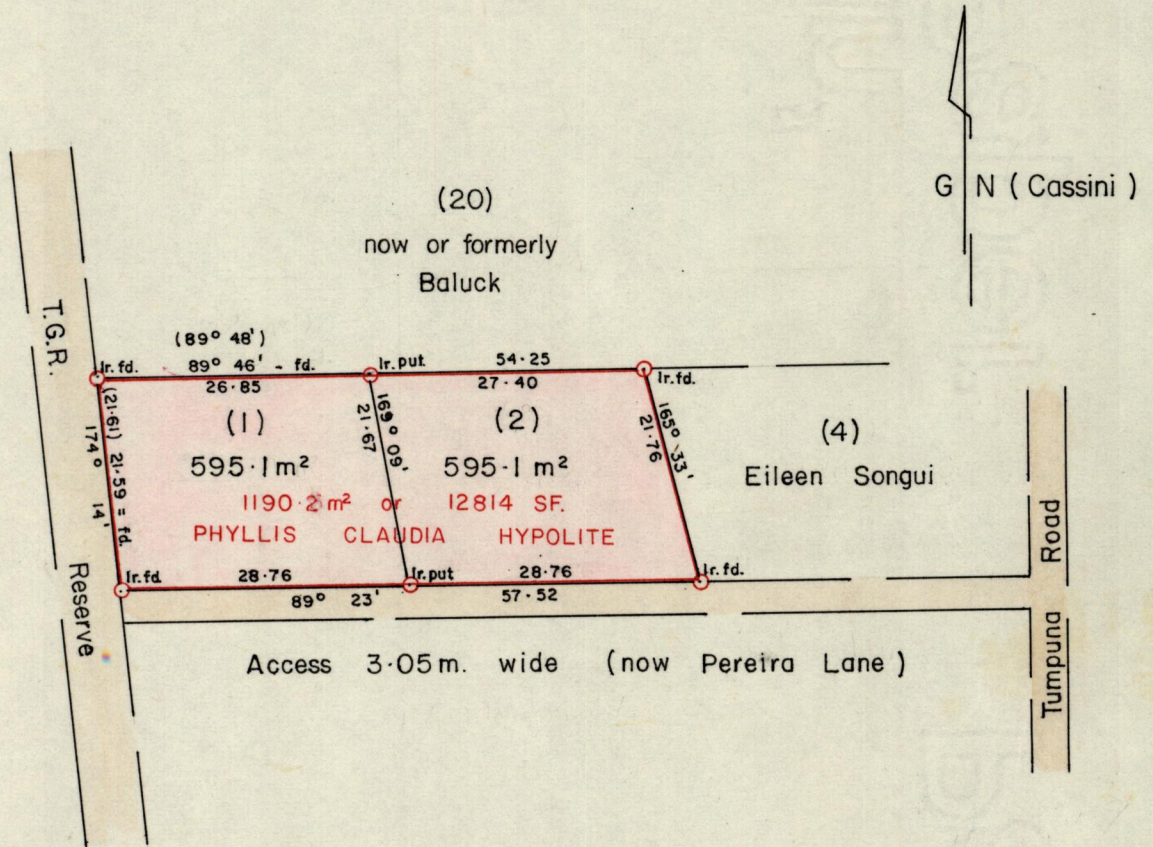 G N ( Cassini )
(20)
now or formerly
Baluck
T.G.R.
Reserve
(89° 48')
Ir. fd.
89° 46' - fd.
Ir. put
54·25
26·85
27·40
Ir. fd.
(21·61) 21·59 = fd.
174° 14'
169° 09'
21·67
165° 33'
21·76
(1)
(2)
595·1 m²
595·1 m²
1190·2 m² or 12814 SF.
PHYLLIS CLAUDIA HYPOLITE
(4)
Eileen Songui
Ir. fd
28·76
Ir. put
28·76
Ir. fd.
89° 23'
57·52
Access 3·05m. wide (now Pereira Lane)
Tumpuna Road